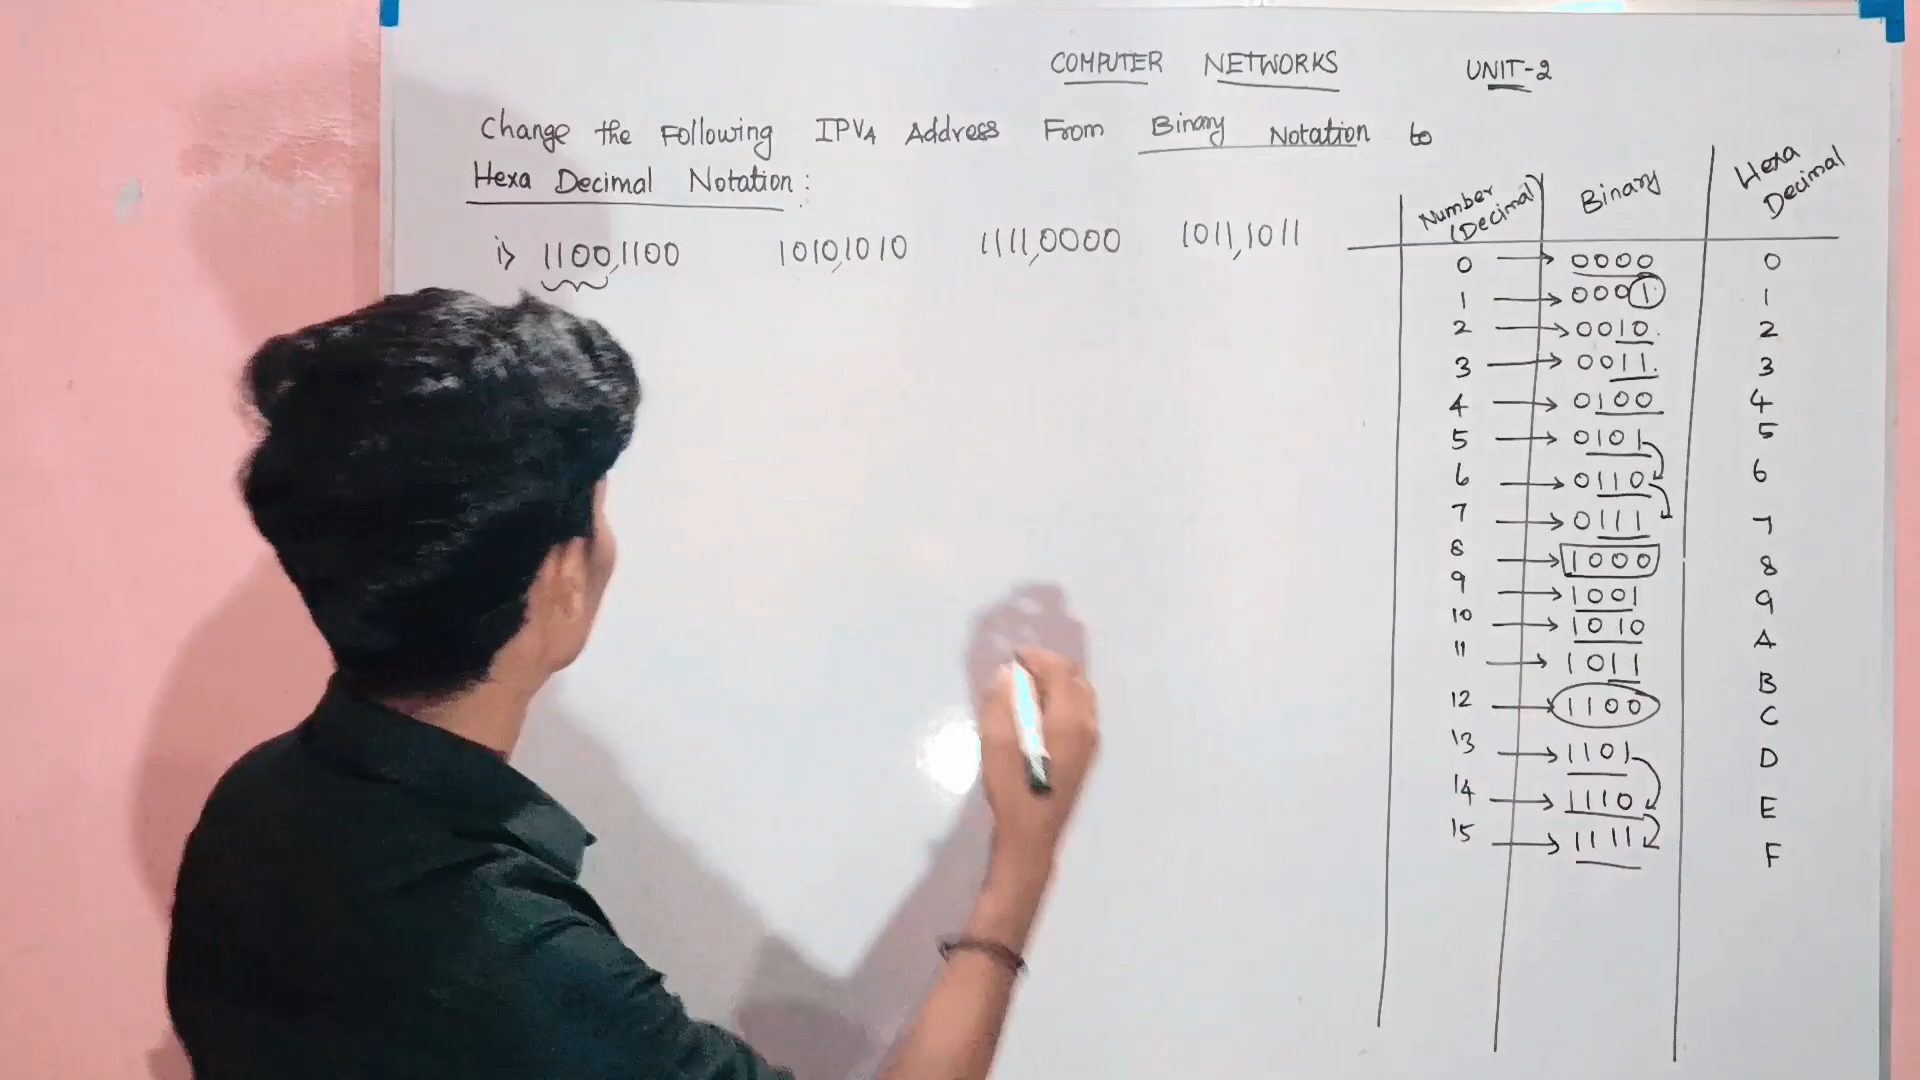 COMPUTER NETWORKS UNIT-2
Change the Following IPV4 Address From Binary Notation to
Hexa Decimal Notation :
i> 1100,1100 1010,1010 1111,0000 1011,1011
Number (Decimal) Binary Hexa Decimal
0 → 0000 0
1 → 0001 1
2 → 0010. 2
3 → 0011. 3
4 → 0100 4
5 → 0101 5
6 → 0110 6
7 → 0111 7
8 → 1000 8
9 → 1001 9
10 → 1010 A
11 → 1011 B
12 → 1100 C
13 → 1101 D
14 → 1110 E
15 → 1111 F